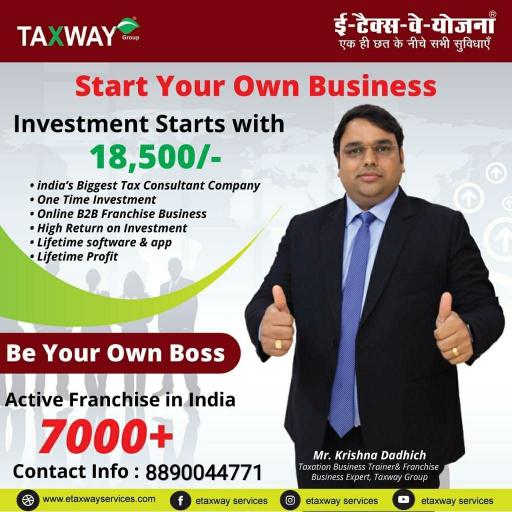 TAXWAY
Group
ई-टैक्स-वे-योजना®
एक ही छत के नीचे सभी सुविधाएँ
Start Your Own Business
Investment Starts with
18,500/-
• india's Biggest Tax Consultant Company
• One Time Investment
• Online B2B Franchise Business
• High Return on Investment
• Lifetime software & app
• Lifetime Profit
Be Your Own Boss
Active Franchise in India
7000+
Contact Info : 8890044771
Mr. Krishna Dadhich
Taxation Business Trainer& Franchise
Business Expert, Taxway Group
www.etaxwayservices.com
etaxway services
etaxway services
etaxway services